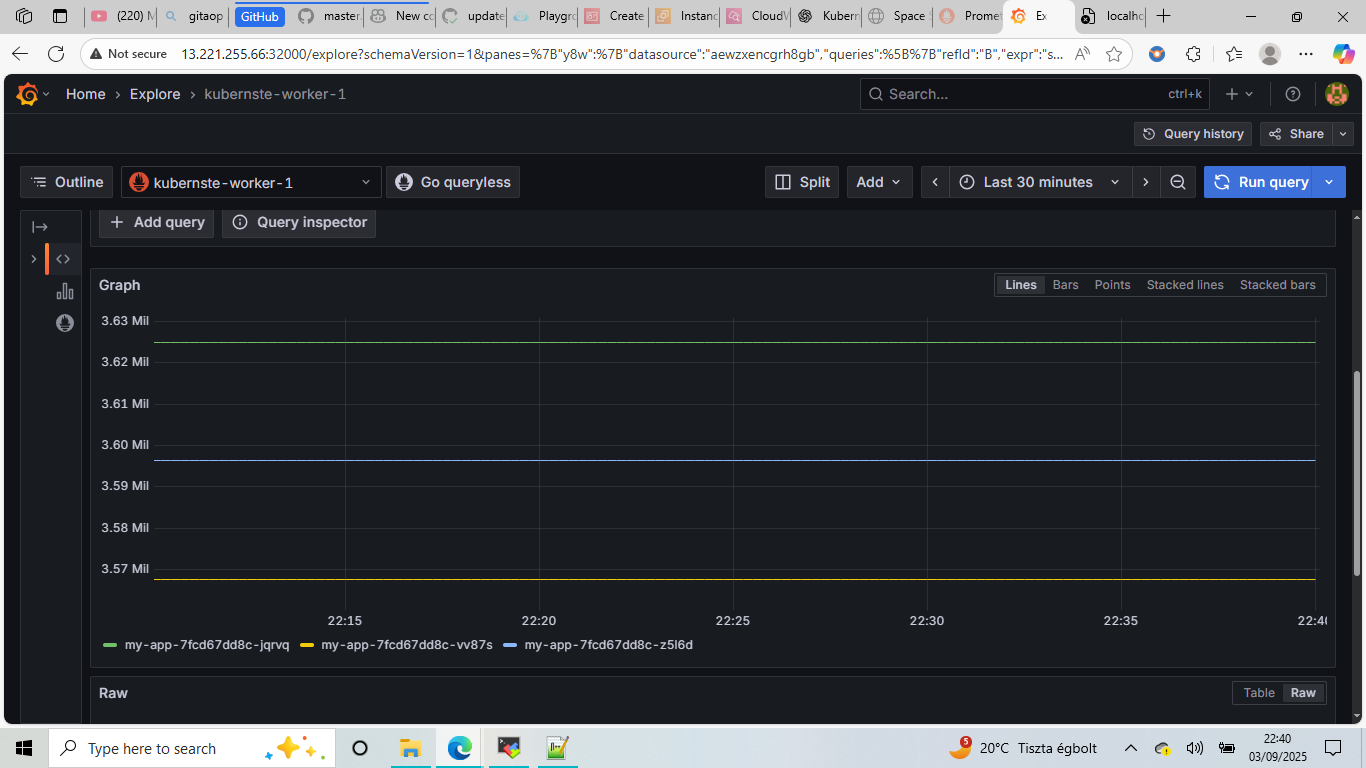 (220) M
gitaop
GitHub
master.
New co
update
Playgro
Create
Instanc
CloudW
Kubern
Space S
Promet
Ex
localhc
Not secure
13.221.255.66:32000/explore?schemaVersion=1&panes=%7B"y8w":%7B"datasource":"aewzxencgrh8gb","queries":%5B%7B"refId":"B","expr":"s...
Home › Explore › kubernste-worker-1
Search...
ctrl+k
Query history
Share
Outline
kubernste-worker-1
Go queryless
Split
Add
Last 30 minutes
Run query
+ Add query
Query inspector
Graph
Lines Bars Points Stacked lines Stacked bars
3.63 Mil
3.62 Mil
3.61 Mil
3.60 Mil
3.59 Mil
3.58 Mil
3.57 Mil
22:15 22:20 22:25 22:30 22:35 22:40
my-app-7fcd67dd8c-jqrvq my-app-7fcd67dd8c-vv87s my-app-7fcd67dd8c-z5l6d
Raw
Table Raw
Type here to search
5
20°C Tiszta égbolt
22:40
03/09/2025